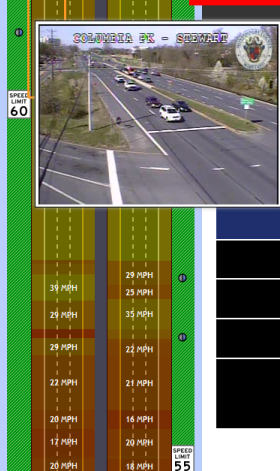 COLUMBIA PK - STEWART
SPEED
LIMIT
60
29 MPH
39 MPH
25 MPH
29 MPH
35 MPH
29 MPH
22 MPH
22 MPH
21 MPH
20 MPH
16 MPH
17 MPH
20 MPH
20 MPH
18 MPH
SPEED
LIMIT
55